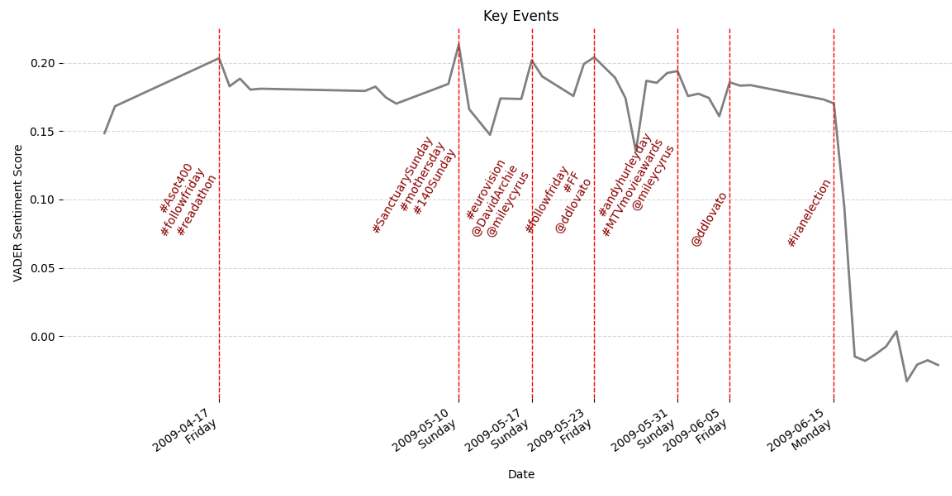 Key Events
VADER Sentiment Score
0.20
0.15
0.10
0.05
0.00
#Asot400
#followfriday
#readathon
#SanctuarySunday
#mothersday
#140Sunday
#eurovision
@DavidArchie
@mileycyrus
#followfriday
#FF
@ddlovato
#andyhurleyday
#MTVmovieawards
@mileycyrus
@ddlovato
#iranelection
2009-04-17
Friday
2009-05-10
Sunday
2009-05-17
Sunday
2009-05-23
Friday
2009-05-31
Sunday
2009-06-05
Friday
2009-06-15
Monday
Date